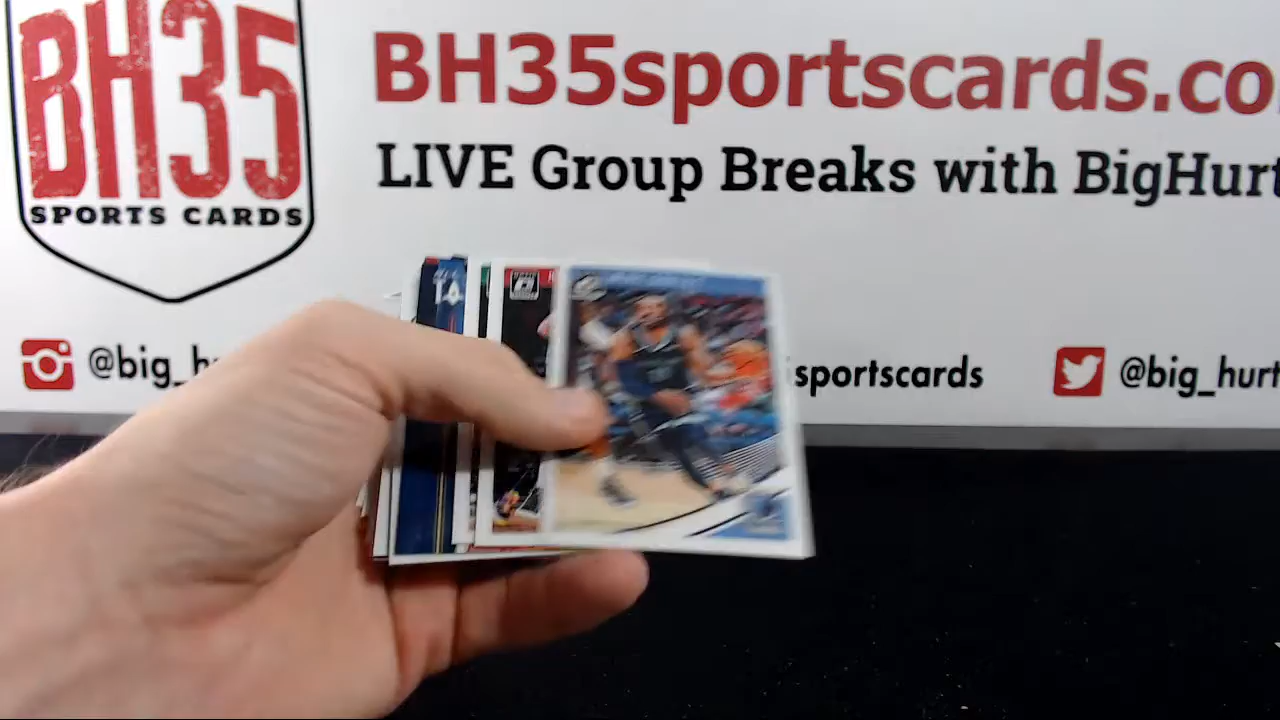 BH35
SPORTS CARDS
BH35sportscards.co
LIVE Group Breaks with BigHurt
@big_h
sportscards
@big_hurt